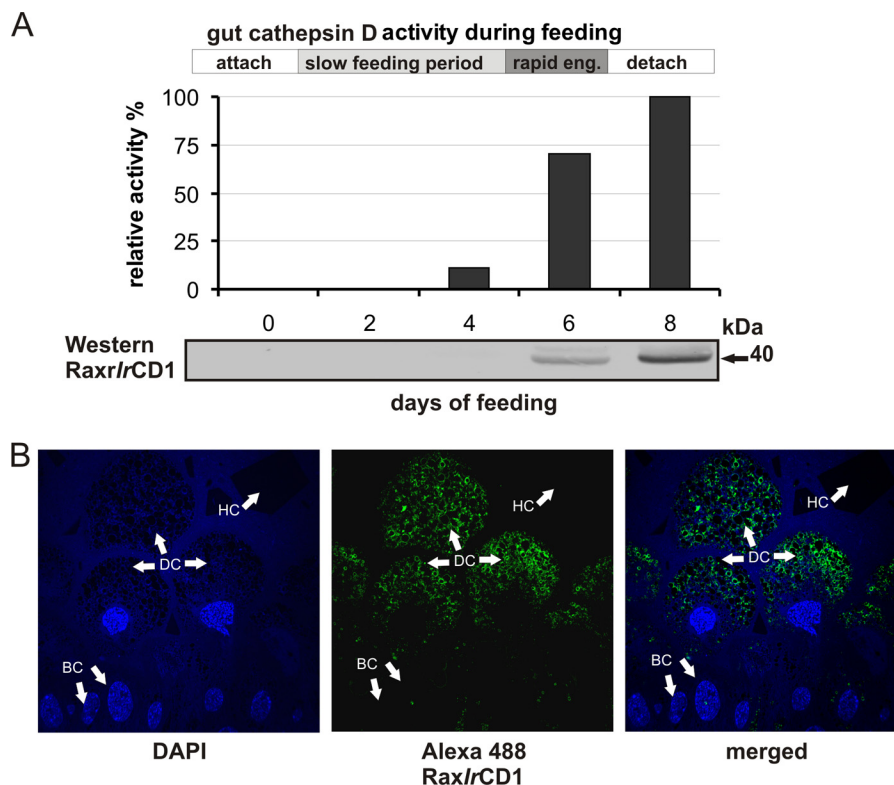 A
gut cathepsin D activity during feeding
attach slow feeding period rapid eng. detach
relative activity %
100
75
50
25
0
0 2 4 6 8 kDa
Western
RaxrIrCD1
40
days of feeding
B
HC
DC
BC
HC
DC
BC
HC
DC
BC
DAPI
Alexa 488
RaxIrCD1
merged